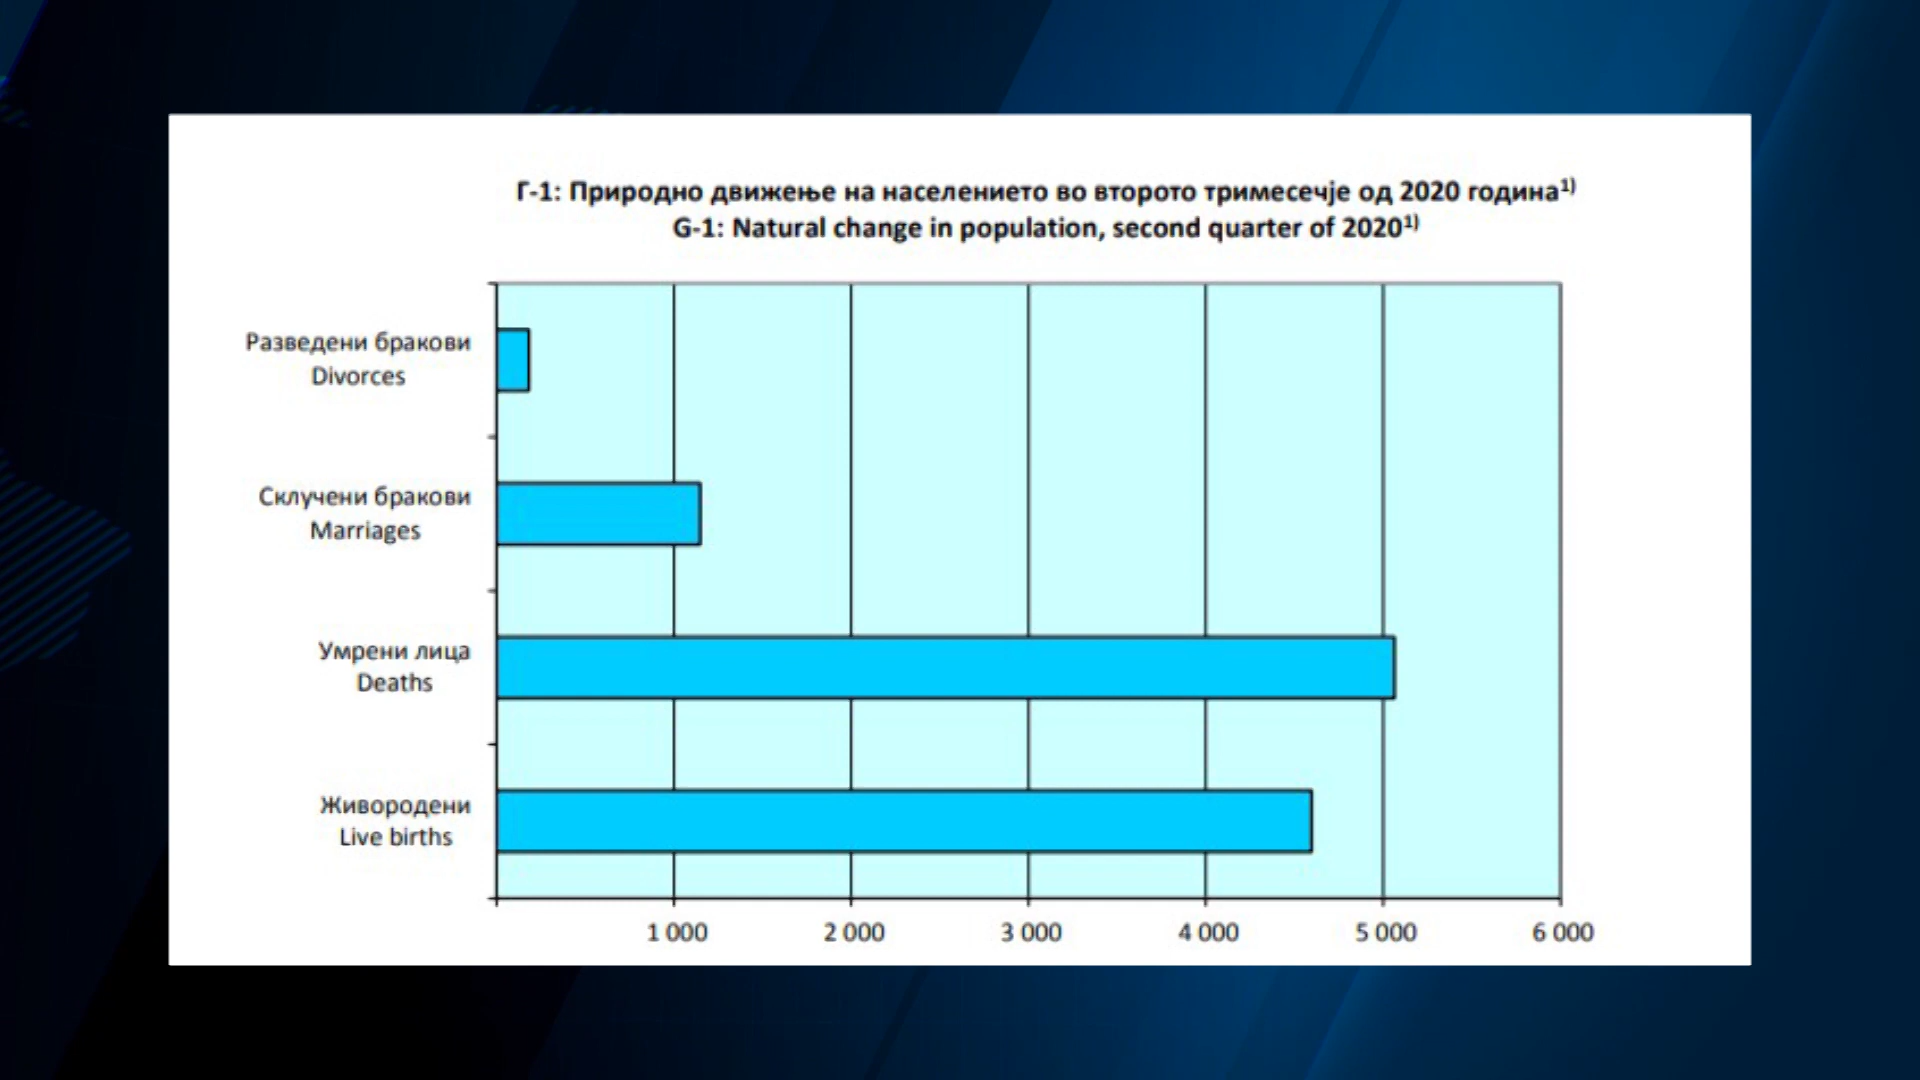 Г-1: Природно движење на населението во второто тримесечје од 2020 година¹⁾
G-1: Natural change in population, second quarter of 2020¹⁾
Разведени бракови
Divorces
Склучени бракови
Marriages
Умрени лица
Deaths
Живородени
Live births
1 000 2 000 3 000 4 000 5 000 6 000